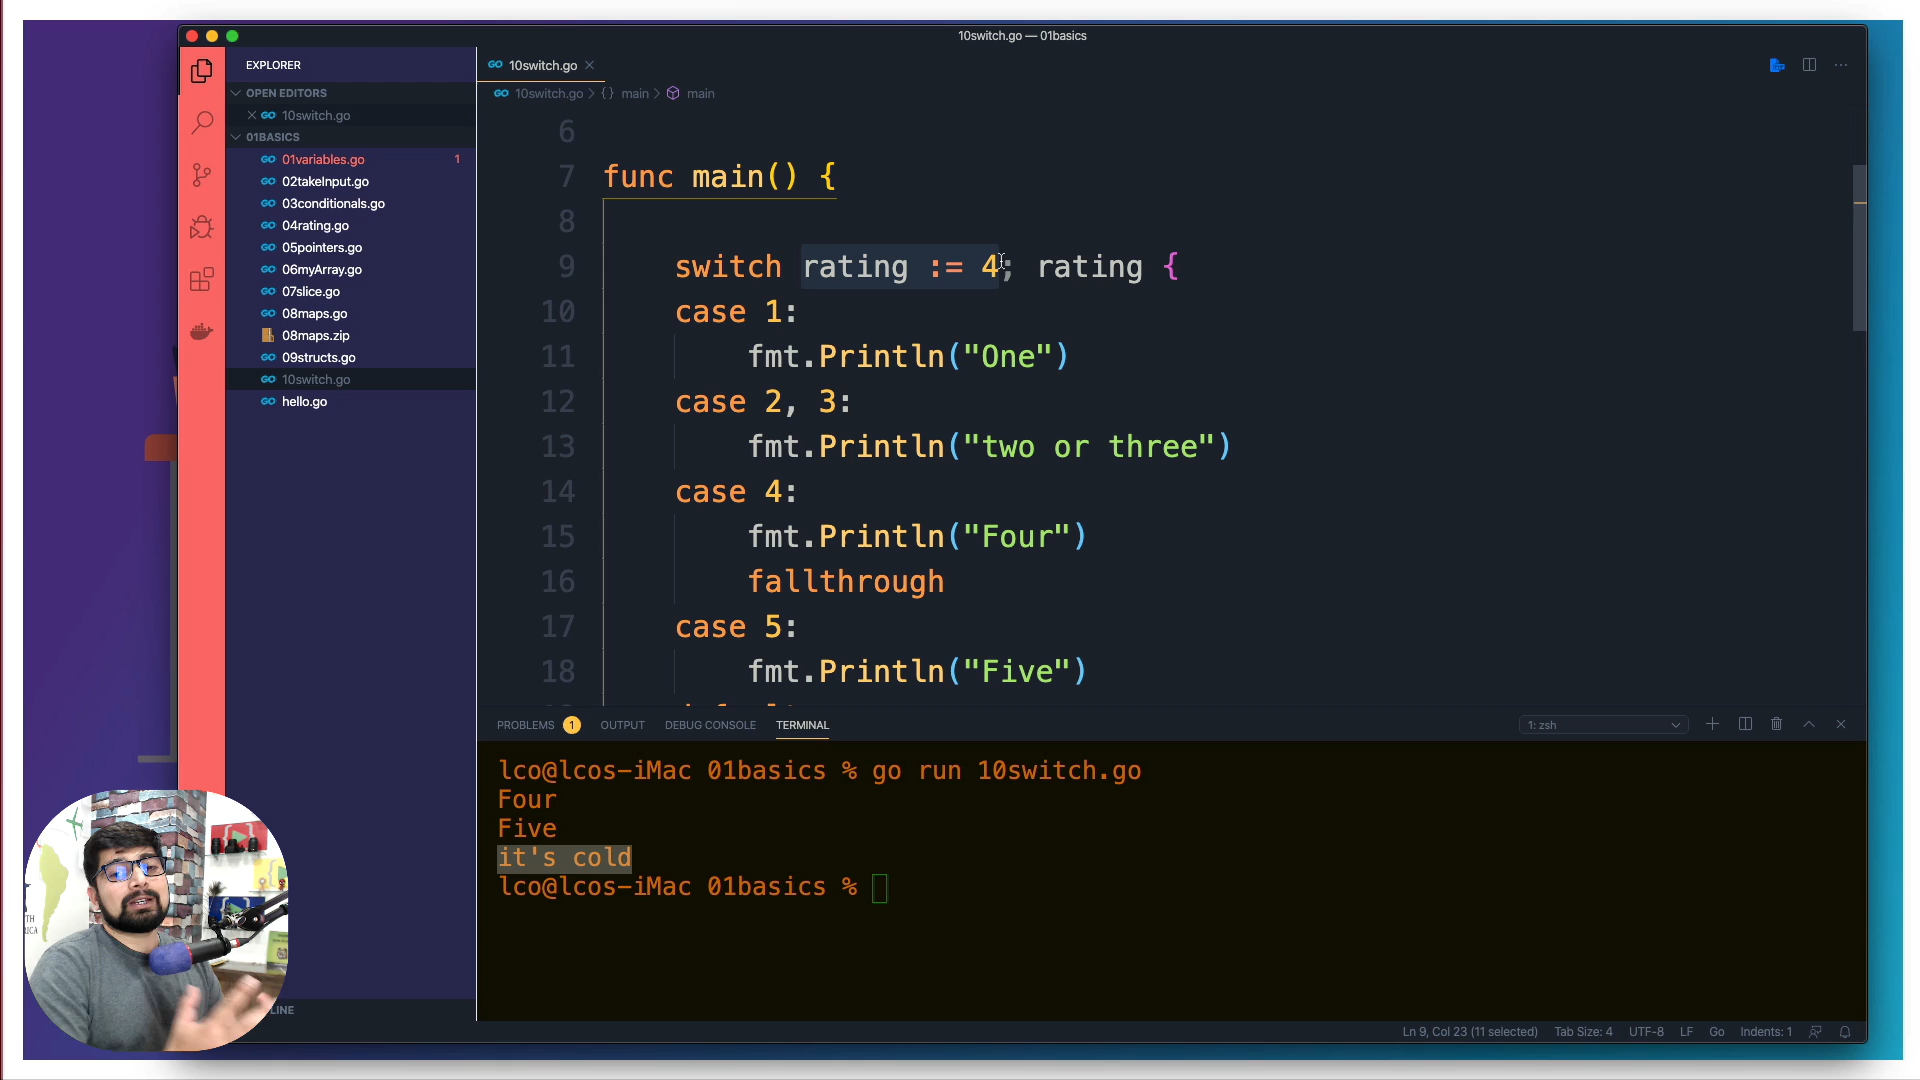 10switch.go — 01basics
EXPLORER
OPEN EDITORS
10switch.go
01BASICS
01variables.go 1
02takeInput.go
03conditionals.go
04rating.go
05pointers.go
06myArray.go
07slice.go
08maps.go
08maps.zip
09structs.go
10switch.go
hello.go
10switch.go
10switch.go > {} main > main
6
7 func main() {
8
9 switch rating := 4; rating {
10 case 1:
11 fmt.Println("One")
12 case 2, 3:
13 fmt.Println("two or three")
14 case 4:
15 fmt.Println("Four")
16 fallthrough
17 case 5:
18 fmt.Println("Five")
PROBLEMS 1 OUTPUT DEBUG CONSOLE TERMINAL 1: zsh
lco@lcos-iMac 01basics % go run 10switch.go
Four
Five
it's cold
lco@lcos-iMac 01basics %
LINE
Ln 9, Col 23 (11 selected) Tab Size: 4 UTF-8 LF Go Indents: 1